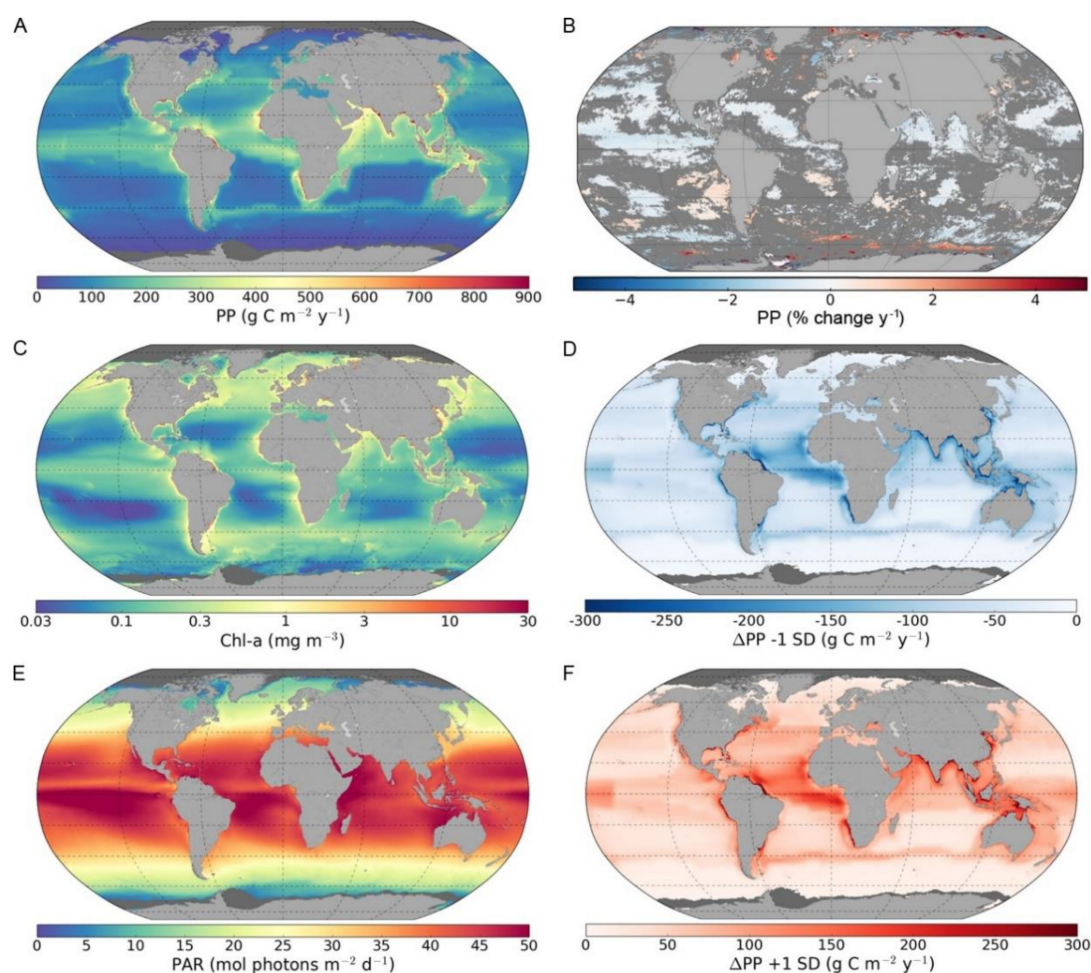 A
B
0 100 200 300 400 500 600 700 800 900
PP (g C m⁻² y⁻¹)
-4 -2 0 2 4
PP (% change y⁻¹)
C
D
0.03 0.1 0.3 1 3 10 30
Chl-a (mg m⁻³)
-300 -250 -200 -150 -100 -50 0
ΔPP -1 SD (g C m⁻² y⁻¹)
E
F
0 5 10 15 20 25 30 35 40 45 50
PAR (mol photons m⁻² d⁻¹)
0 50 100 150 200 250 300
ΔPP +1 SD (g C m⁻² y⁻¹)